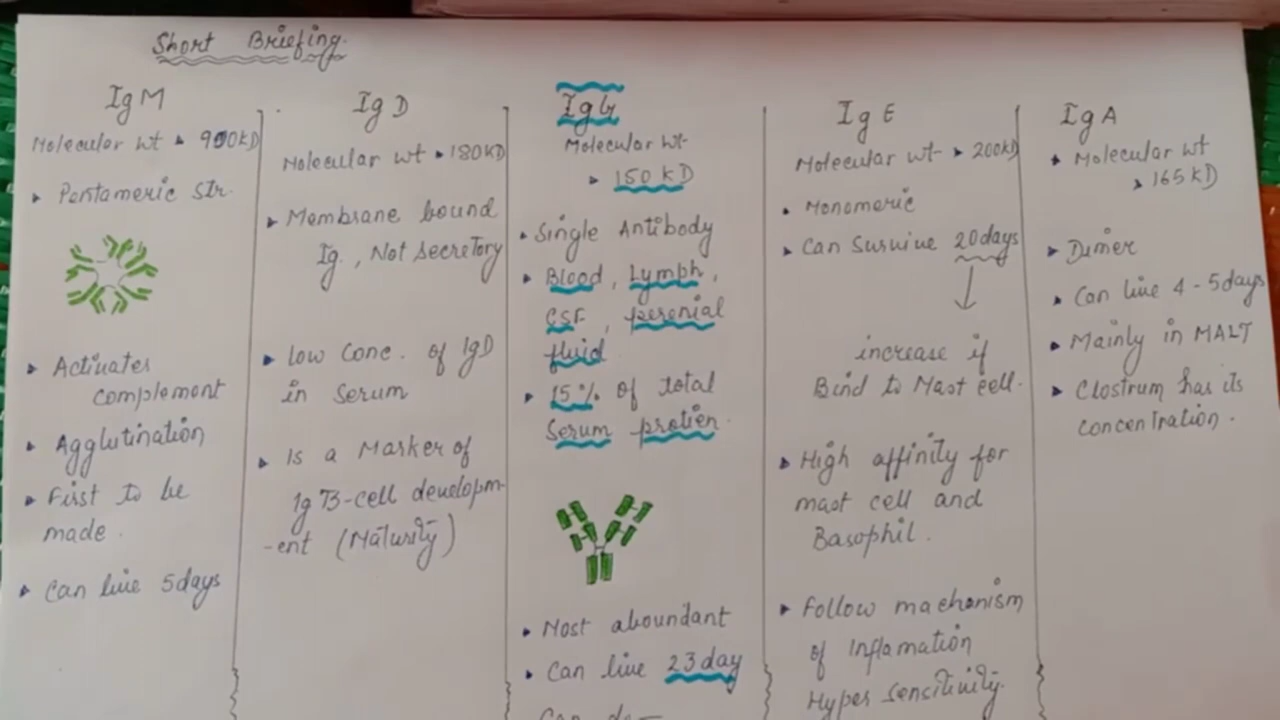 Short Briefing.
IgM
Molecular wt 900KD
Pentameric str.
Activates
complement
Agglutination
First to be
made.
Can live 5days
IgD
Molecular wt 180KD
Membrane bound
Ig., Not secretory
Low conc. of IgD
in serum
Is a Marker of
Ig B-cell developm-
-ent (Maturity)
IgG
Molecular wt-
150 KD
Single Antibody
Blood, Lymph,
CSF, perenial
fluid
15% of total
Serum protien.
Most aboundant
Can live 23day
Can
IgE
Molecular wt 200KD
Monomeric
Can Survive 20days
increase if
Bind to Mast cell.
High affinity for
mast cell and
Basophil.
Follow machenism
of Inflamation
Hyper sensitivity.
IgA
Molecular wt
165 KD
Dimer
Can live 4-5days
Mainly in MALT
Clostrum has its
concentration.